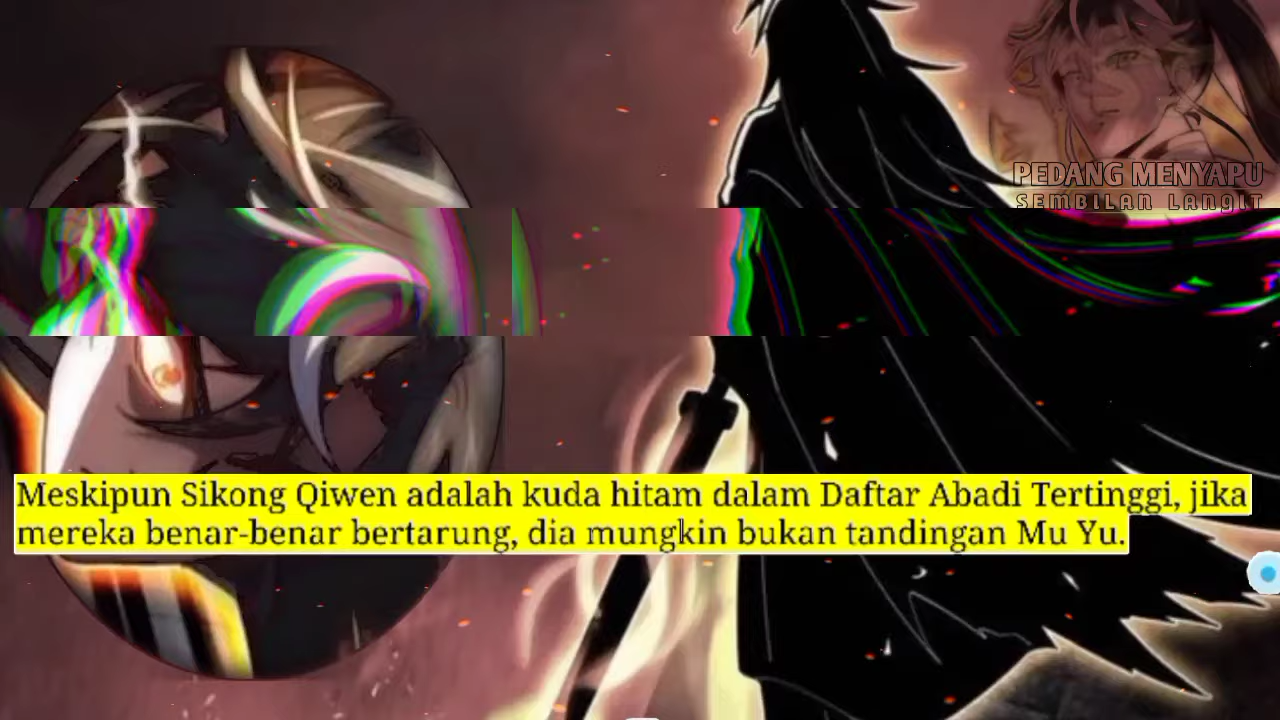 PEDANG MENYAPU
SEMBILAN LANGIT
Meskipun Sikong Qiwen adalah kuda hitam dalam Daftar Abadi Tertinggi, jika
mereka benar-benar bertarung, dia mungkin bukan tandingan Mu Yu.